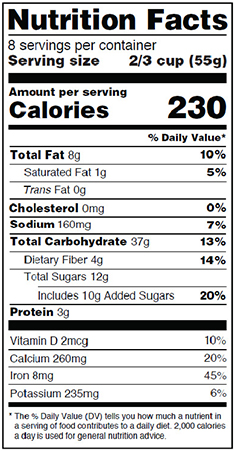 Nutrition Facts
8 servings per container
Serving size 2/3 cup (55g)
Amount per serving
Calories 230
% Daily Value*
Total Fat 8g 10%
Saturated Fat 1g 5%
Trans Fat 0g
Cholesterol 0mg 0%
Sodium 160mg 7%
Total Carbohydrate 37g 13%
Dietary Fiber 4g 14%
Total Sugars 12g
Includes 10g Added Sugars 20%
Protein 3g
Vitamin D 2mcg 10%
Calcium 260mg 20%
Iron 8mg 45%
Potassium 235mg 6%
* The % Daily Value (DV) tells you how much a nutrient in
a serving of food contributes to a daily diet. 2,000 calories
a day is used for general nutrition advice.